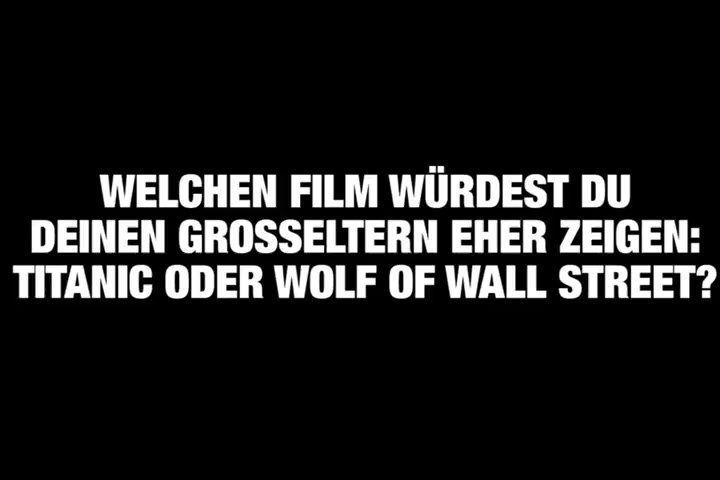 WELCHEN FILM WÜRDEST DU
DEINEN GROSSELTERN EHER ZEIGEN:
TITANIC ODER WOLF OF WALL STREET?